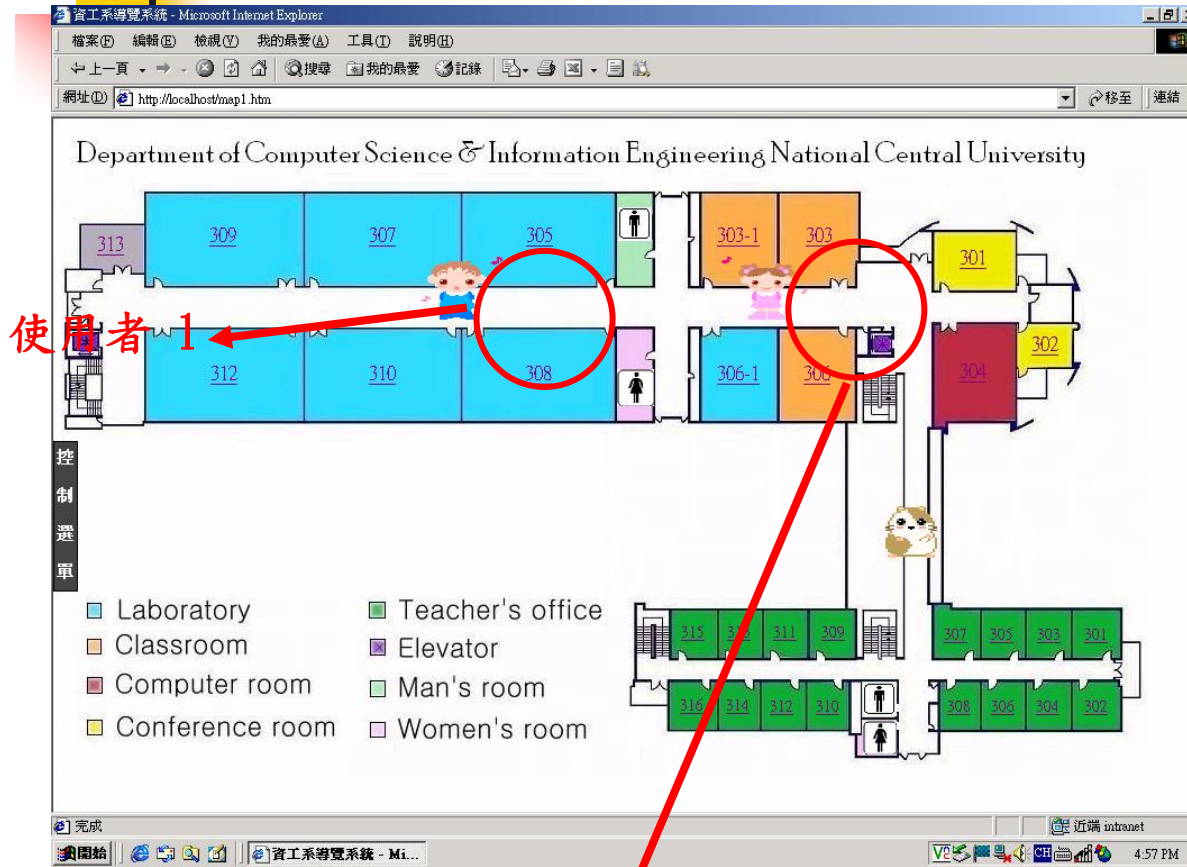 資工系導覽系統 - Microsoft Internet Explorer
檔案(F) 編輯(E) 檢視(V) 我的最愛(A) 工具(T) 說明(H)
上一頁 搜尋 我的最愛 記錄
網址(D) http://localhost/map1.htm 移至 連結
Department of Computer Science & Information Engineering National Central University
313 309 307 305 303-1 303 301
使用者 1
312 310 308 306-1 306 304 302
控制選單
Laboratory Teacher's office
Classroom Elevator
Computer room Man's room
Conference room Women's room
315 311 309 307 305 303 301
316 314 312 310 308 306 304 302
完成 近端 intranet
開始 資工系導覽系統 - Mi... CH 4:57 PM